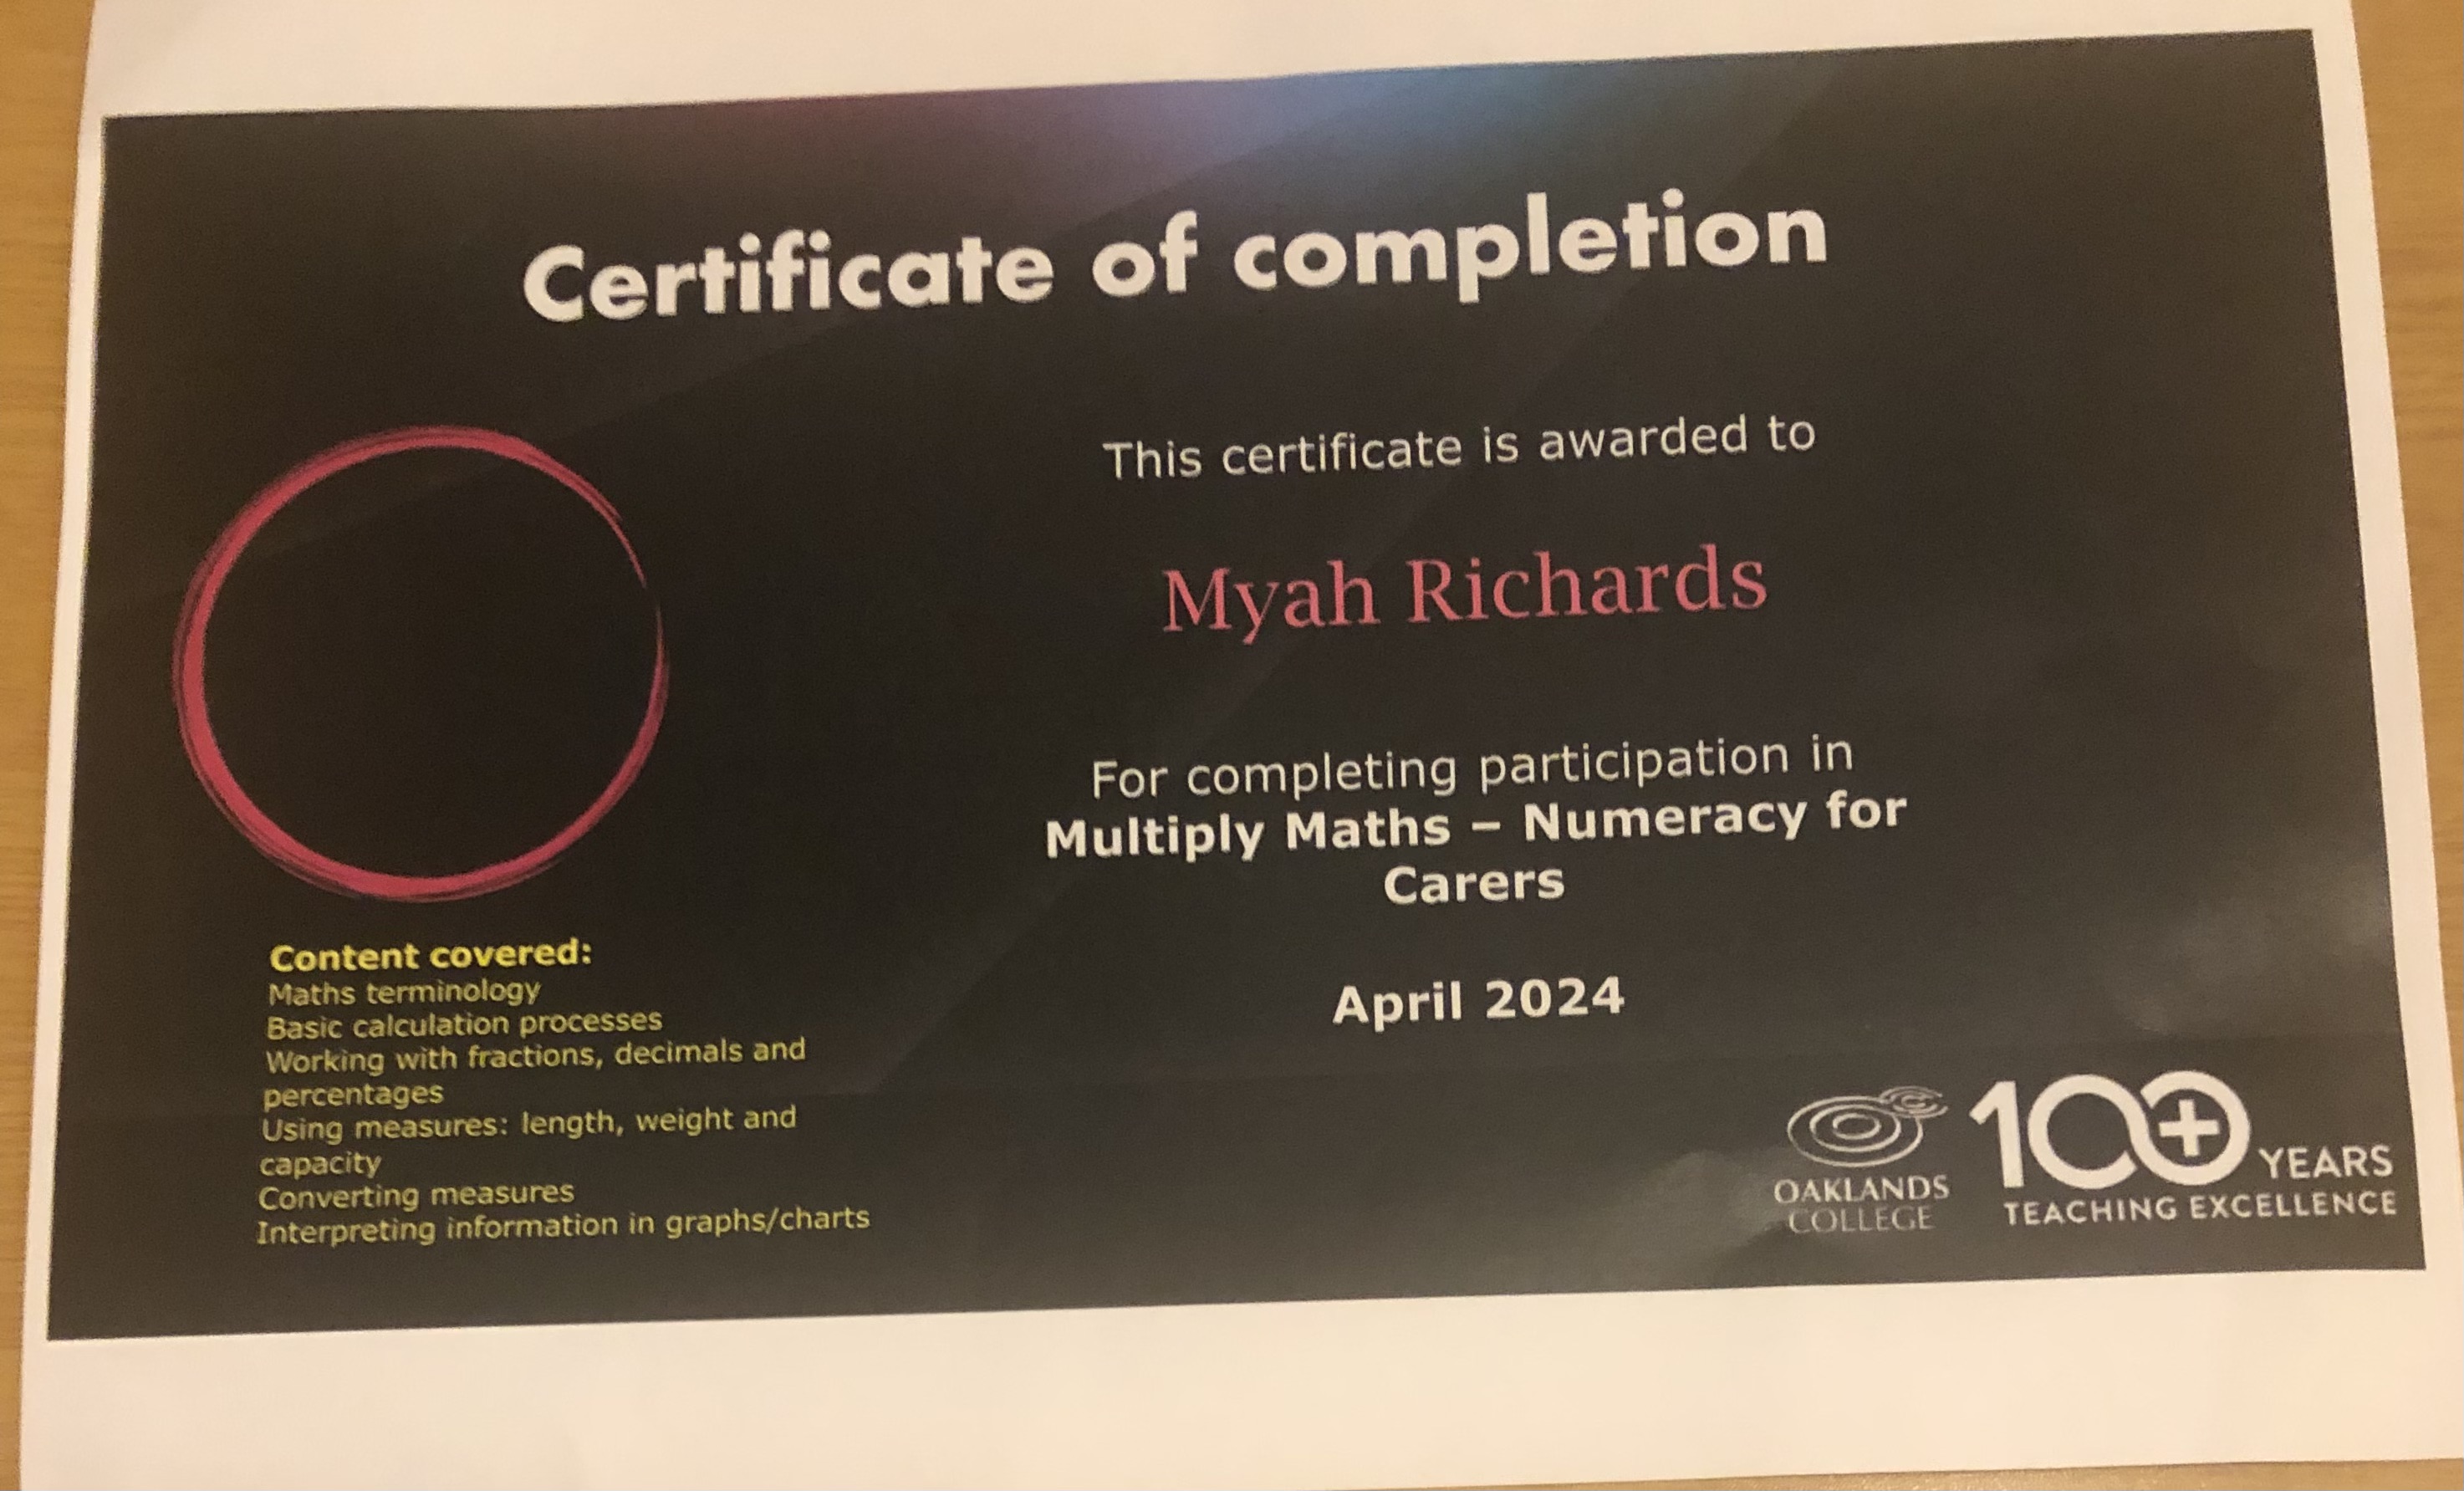 Certificate of completion
This certificate is awarded to
Myah Richards
For completing participation in
Multiply Maths – Numeracy for
Carers
April 2024
Content covered:
Maths terminology
Basic calculation processes
Working with fractions, decimals and
percentages
Using measures: length, weight and
capacity
Converting measures
Interpreting information in graphs/charts
OAKLANDS
COLLEGE
100+ YEARS
TEACHING EXCELLENCE